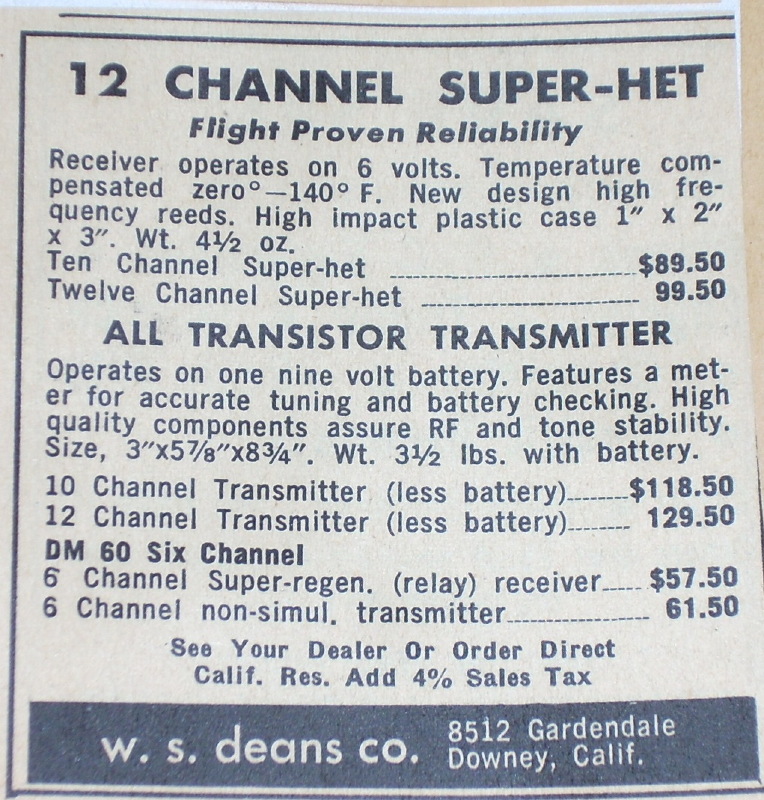 12 CHANNEL SUPER-HET
Flight Proven Reliability
Receiver operates on 6 volts. Temperature com-
pensated zero°—140° F. New design high fre-
quency reeds. High impact plastic case 1″ x 2″
x 3″. Wt. 4½ oz.
Ten Channel Super-het $89.50
Twelve Channel Super-het 99.50
ALL TRANSISTOR TRANSMITTER
Operates on one nine volt battery. Features a met-
er for accurate tuning and battery checking. High
quality components assure RF and tone stability.
Size, 3″x5⅞″x8¾″. Wt. 3½ lbs. with battery.
10 Channel Transmitter (less battery) $118.50
12 Channel Transmitter (less battery) 129.50
DM 60 Six Channel
6 Channel Super-regen. (relay) receiver $57.50
6 Channel non-simul. transmitter 61.50
See Your Dealer Or Order Direct
Calif. Res. Add 4% Sales Tax
w. s. deans co.
8512 Gardendale
Downey, Calif.